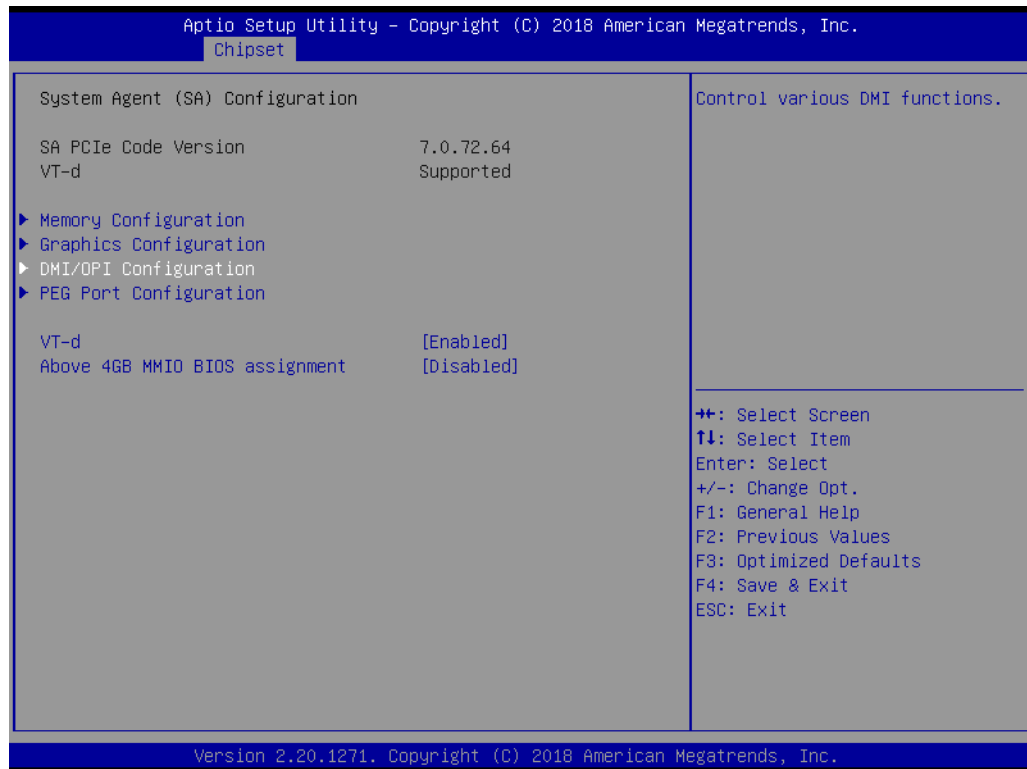 Aptio Setup Utility – Copyright (C) 2018 American Megatrends, Inc.
Chipset
System Agent (SA) Configuration
SA PCIe Code Version 7.0.72.64
VT-d Supported
▶ Memory Configuration
▶ Graphics Configuration
▶ DMI/OPI Configuration
▶ PEG Port Configuration
VT-d [Enabled]
Above 4GB MMIO BIOS assignment [Disabled]
Control various DMI functions.
→←: Select Screen
↑↓: Select Item
Enter: Select
+/-: Change Opt.
F1: General Help
F2: Previous Values
F3: Optimized Defaults
F4: Save & Exit
ESC: Exit
Version 2.20.1271. Copyright (C) 2018 American Megatrends, Inc.